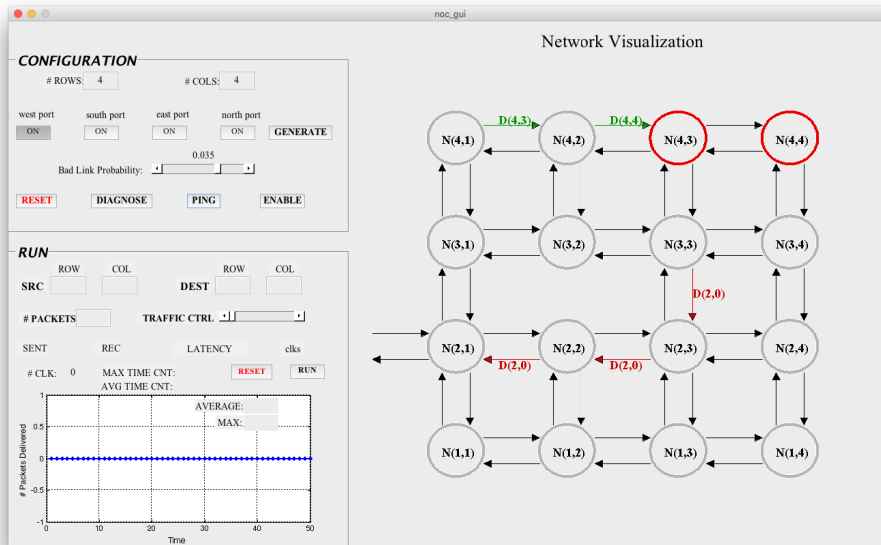 noc_gui
CONFIGURATION
# ROWS: 4 # COLS: 4
west port south port east port north port
ON ON ON ON GENERATE
0.035
Bad Link Probability:
RESET DIAGNOSE PING ENABLE
RUN
ROW COL ROW COL
SRC DEST
# PACKETS TRAFFIC CTRL
SENT REC LATENCY clks
# CLK: 0 MAX TIME CNT: RESET RUN
AVG TIME CNT:
AVERAGE:
MAX:
1
0.5
0
-0.5
-1
# Packets Delivered
0 10 20 30 40 50
Time
Network Visualization
D(4,3) D(4,4)
N(4,1) N(4,2) N(4,3) N(4,4)
N(3,1) N(3,2) N(3,3) N(3,4)
D(2,0)
N(2,1) N(2,2) N(2,3) N(2,4)
D(2,0) D(2,0)
N(1,1) N(1,2) N(1,3) N(1,4)